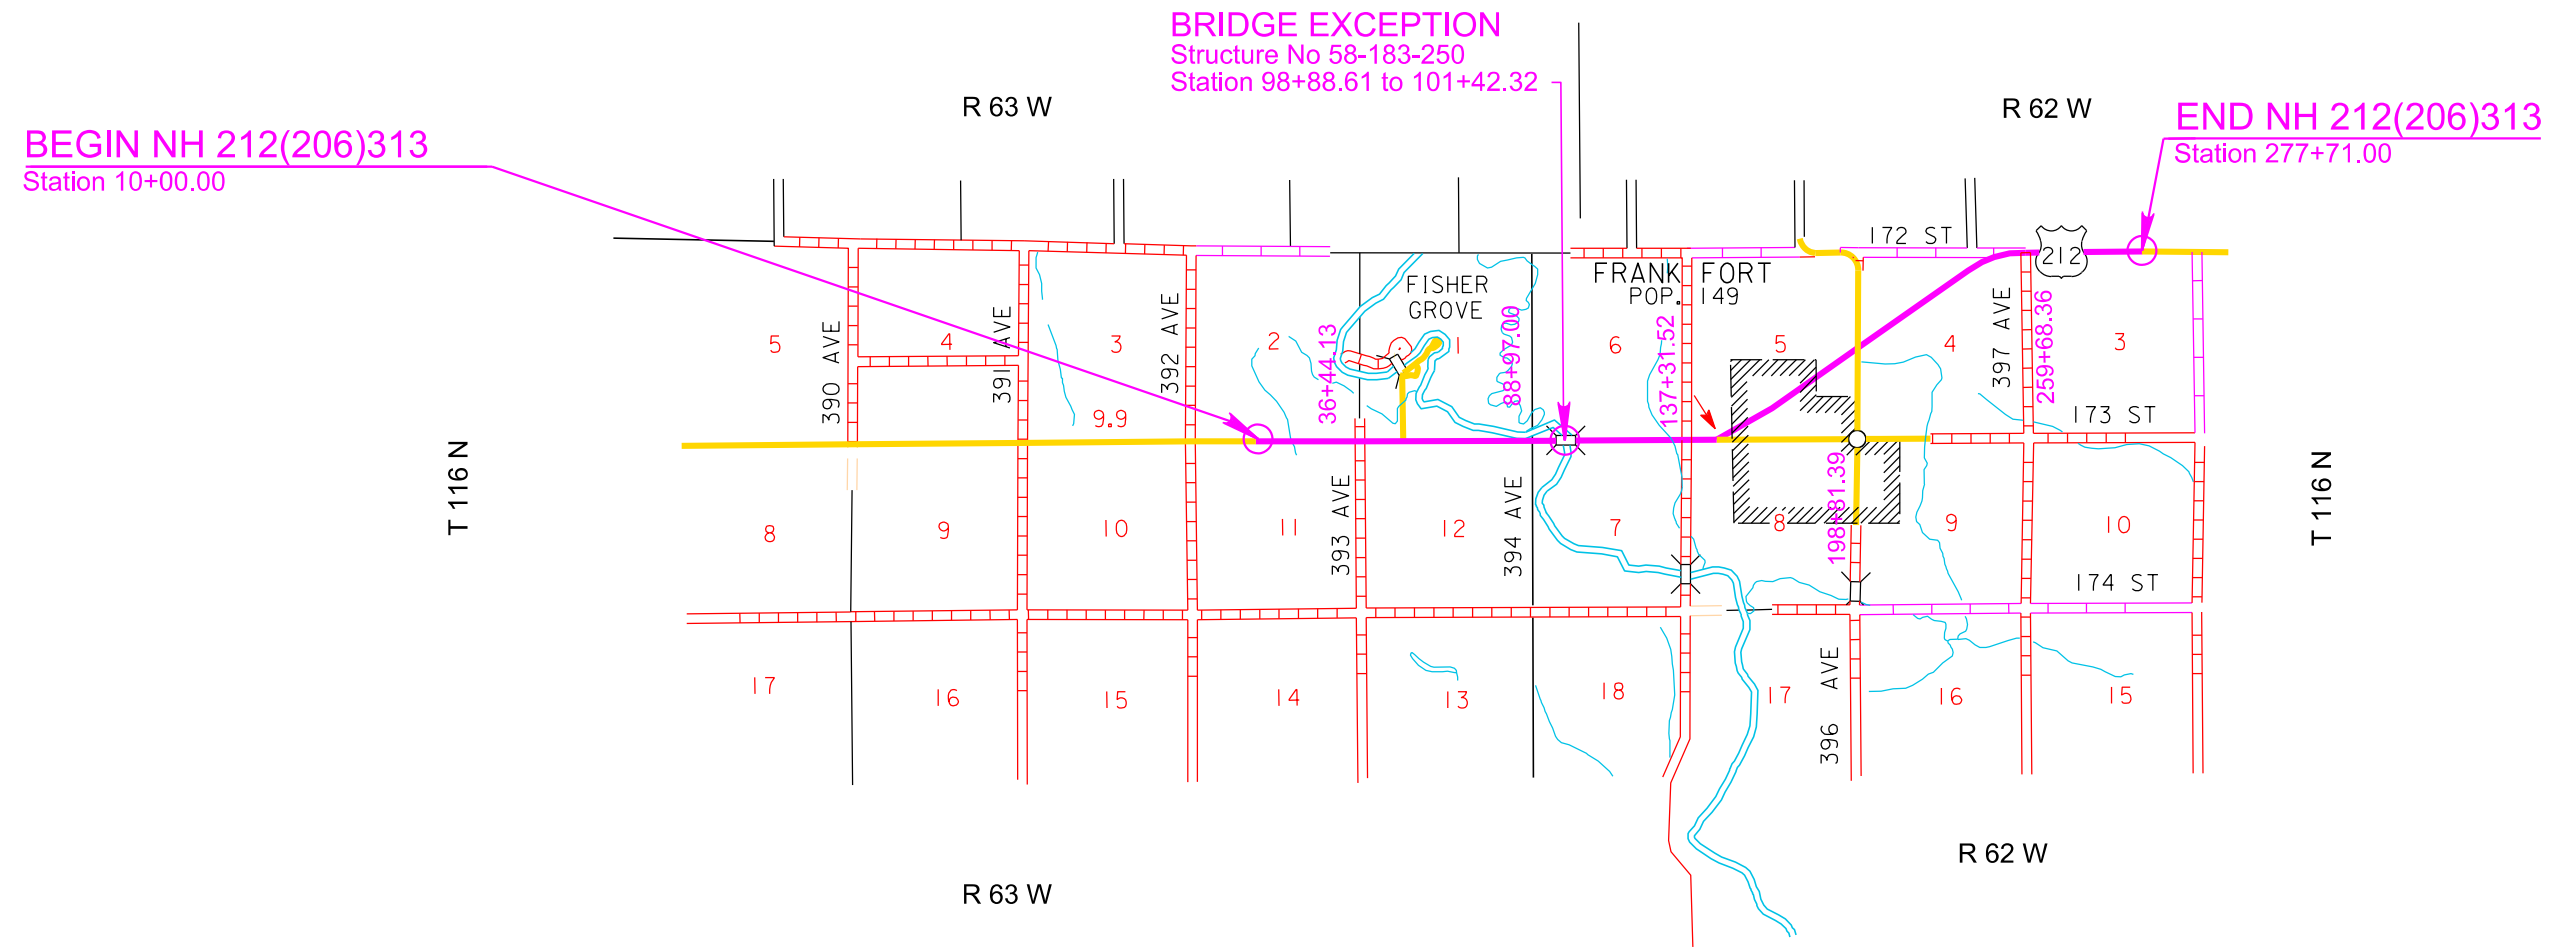 BRIDGE EXCEPTION
Structure No 58-183-250
Station 98+88.61 to 101+42.32
R 63 W
R 62 W
BEGIN NH 212(206)313
Station 10+00.00
END NH 212(206)313
Station 277+71.00
172 ST
212
FRANK FORT
POP. 149
FISHER
GROVE
5
390 AVE
4
391 AVE
3
392 AVE
2
36+44.13
1
88+97.00
6
137+31.52
5
4
397 AVE
259+68.36
3
9.9
173 ST
T 116 N
8
9
10
11
393 AVE
12
394 AVE
7
8
198+81.39
9
10
T 116 N
174 ST
17
16
15
14
13
18
17
396 AVE
16
15
R 63 W
R 62 W